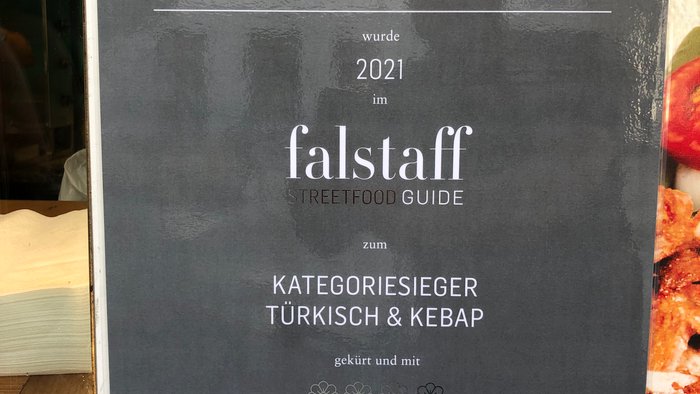 wurde
2021
im
falstaff
STREETFOOD GUIDE
zum
KATEGORIESIEGER
TÜRKISCH & KEBAP
gekürt und mit